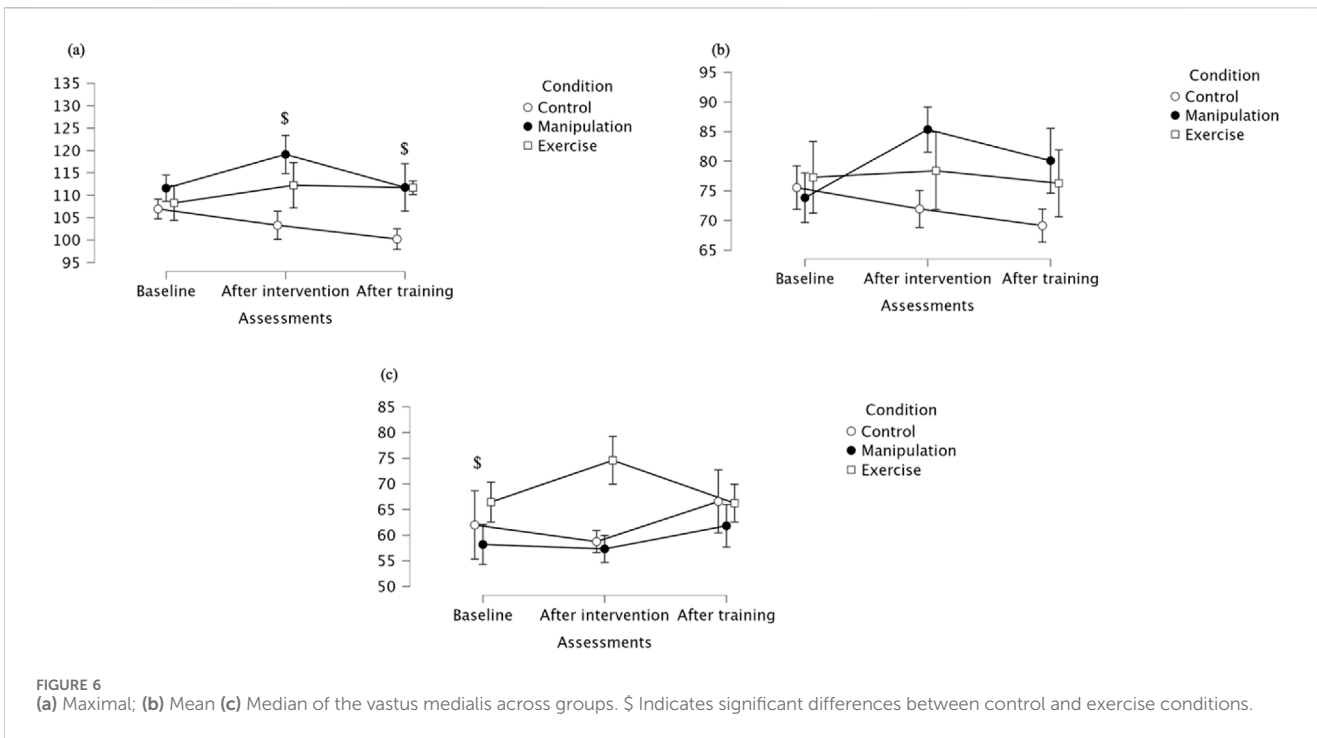 (a)
135
130
125
120
115
110
105
100
95
$
$
Baseline After intervention After training
Assessments
Condition
Control
Manipulation
Exercise
(b)
95
90
85
80
75
70
65
Baseline After intervention After training
Assessments
Condition
Control
Manipulation
Exercise
(c)
85
80
75
70
65
60
55
50
$
Baseline After intervention After training
Assessments
Condition
Control
Manipulation
Exercise
FIGURE 6
(a) Maximal; (b) Mean (c) Median of the vastus medialis across groups. $ Indicates significant differences between control and exercise conditions.